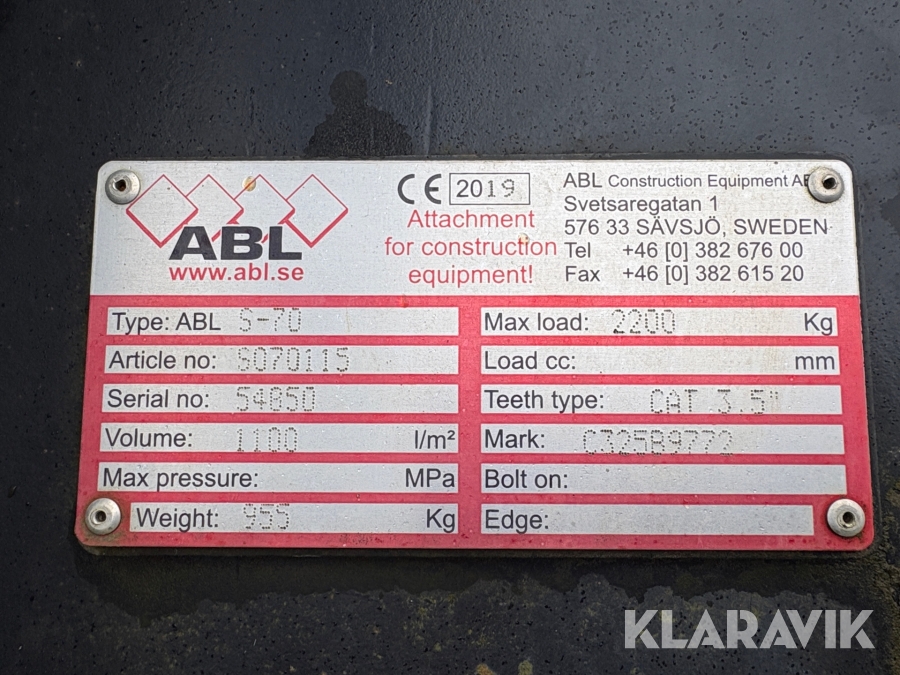 ABL
www.abl.se
CE 2019
Attachment
for construction
equipment!
ABL Construction Equipment AB
Svetsaregatan 1
576 33 SÄVSJÖ, SWEDEN
Tel +46 [0] 382 676 00
Fax +46 [0] 382 615 20
Type: ABL S-70
Article no: S070115
Serial no: 54850
Volume: 1100 l/m²
Max pressure: MPa
Weight: 955 Kg
Max load: 2200 Kg
Load cc: mm
Teeth type: CAT 3.5"
Mark: C325B9772
Bolt on:
Edge:
KLARAVIK